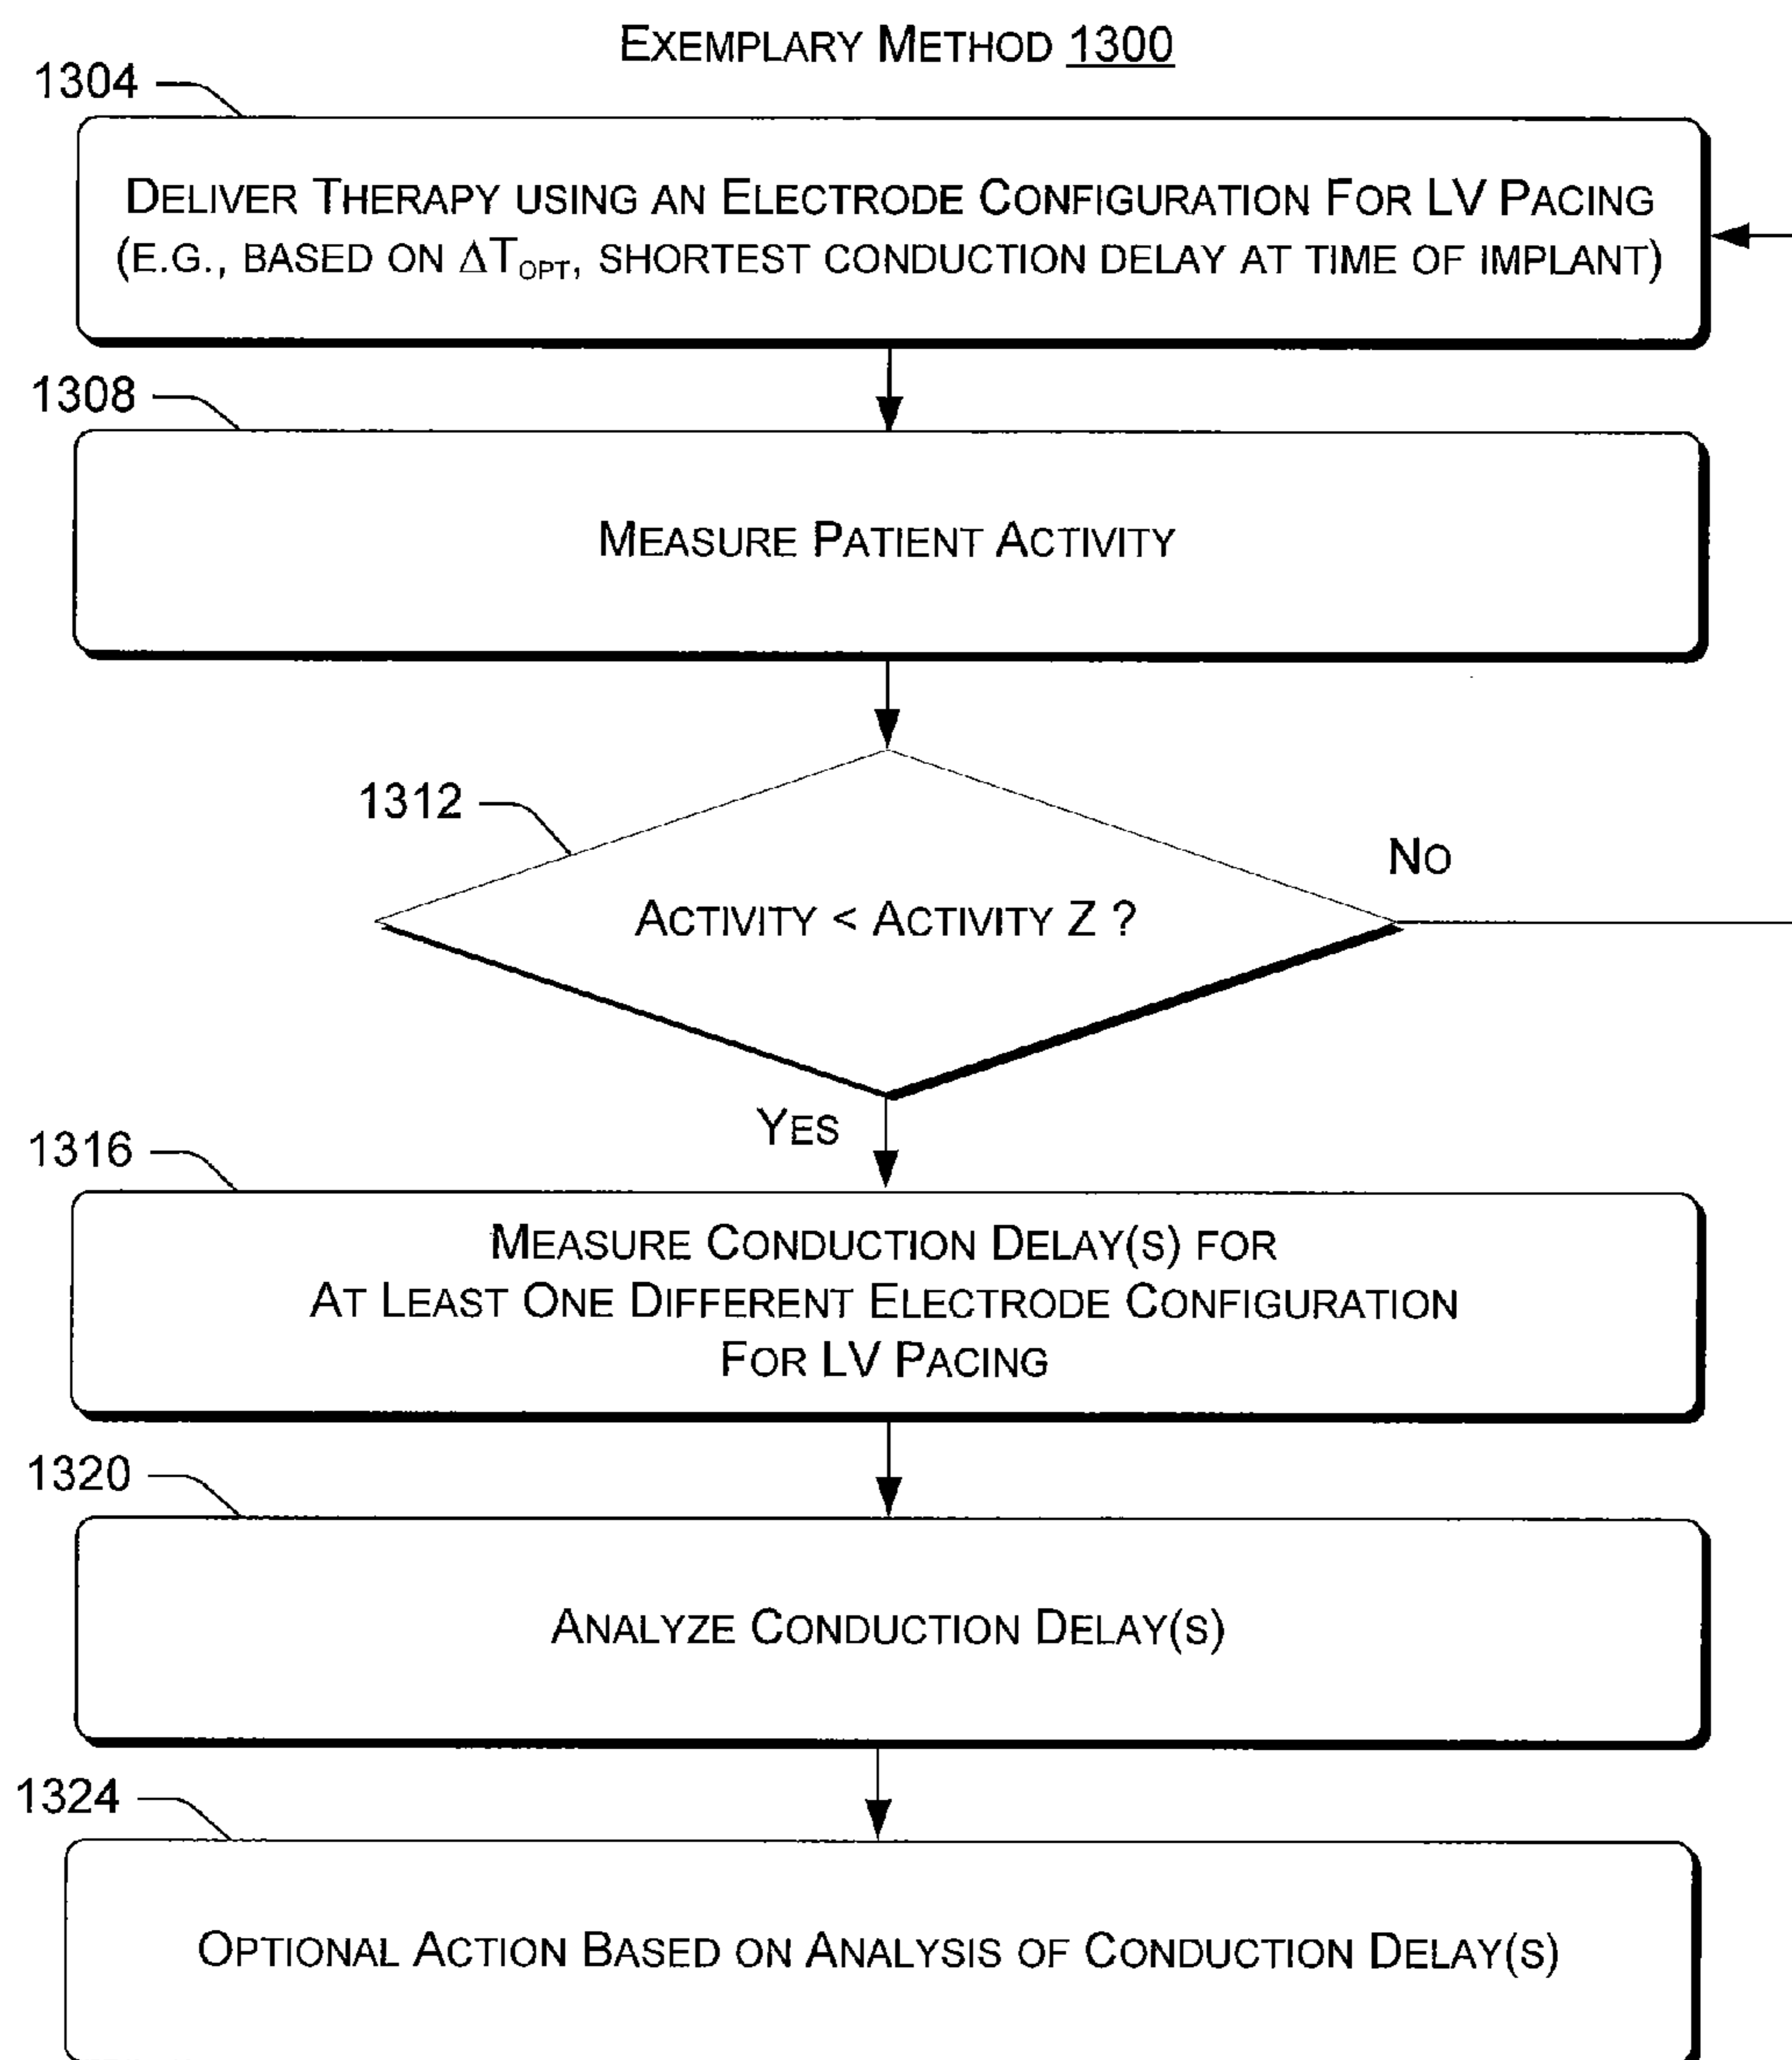 EXEMPLARY METHOD 1300
1304
DELIVER THERAPY USING AN ELECTRODE CONFIGURATION FOR LV PACING
(E.G., BASED ON ΔT_OPT, SHORTEST CONDUCTION DELAY AT TIME OF IMPLANT)
1308
MEASURE PATIENT ACTIVITY
1312
ACTIVITY < ACTIVITY Z ?
NO
YES
1316
MEASURE CONDUCTION DELAY(S) FOR
AT LEAST ONE DIFFERENT ELECTRODE CONFIGURATION
FOR LV PACING
1320
ANALYZE CONDUCTION DELAY(S)
1324
OPTIONAL ACTION BASED ON ANALYSIS OF CONDUCTION DELAY(S)